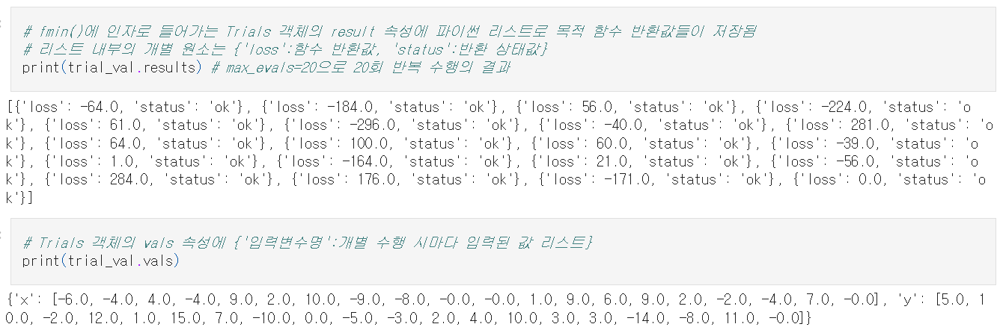 # fmin()에 인자로 들어가는 Trials 객체의 result 속성에 파이썬 리스트로 목적 함수 반환값들이 저장됨
# 리스트 내부의 개별 원소는 {'loss':함수 반환값, 'status':반환 상태값}
print(trial_val.results) # max_evals=20으로 20회 반복 수행의 결과
[{'loss': -64.0, 'status': 'ok'}, {'loss': -184.0, 'status': 'ok'}, {'loss': 56.0, 'status': 'ok'}, {'loss': -224.0, 'status': 'o
k'}, {'loss': 61.0, 'status': 'ok'}, {'loss': -296.0, 'status': 'ok'}, {'loss': -40.0, 'status': 'ok'}, {'loss': 281.0, 'status': 'o
k'}, {'loss': 64.0, 'status': 'ok'}, {'loss': 100.0, 'status': 'ok'}, {'loss': 60.0, 'status': 'ok'}, {'loss': -39.0, 'status': 'o
k'}, {'loss': 1.0, 'status': 'ok'}, {'loss': -164.0, 'status': 'ok'}, {'loss': 21.0, 'status': 'ok'}, {'loss': -56.0, 'status': 'o
k'}, {'loss': 284.0, 'status': 'ok'}, {'loss': 176.0, 'status': 'ok'}, {'loss': -171.0, 'status': 'ok'}, {'loss': 0.0, 'status': 'o
k'}]
# Trials 객체의 vals 속성에 {'입력변수명':개별 수행 시마다 입력된 값 리스트}
print(trial_val.vals)
{'x': [-6.0, -4.0, 4.0, -4.0, 9.0, 2.0, 10.0, -9.0, -8.0, -0.0, -0.0, 1.0, 9.0, 6.0, 9.0, 2.0, -2.0, -4.0, 7.0, -0.0], 'y': [5.0, 1
0.0, -2.0, 12.0, 1.0, 15.0, 7.0, -10.0, 0.0, -5.0, -3.0, 2.0, 4.0, 10.0, 3.0, 3.0, -14.0, -8.0, 11.0, -0.0]}